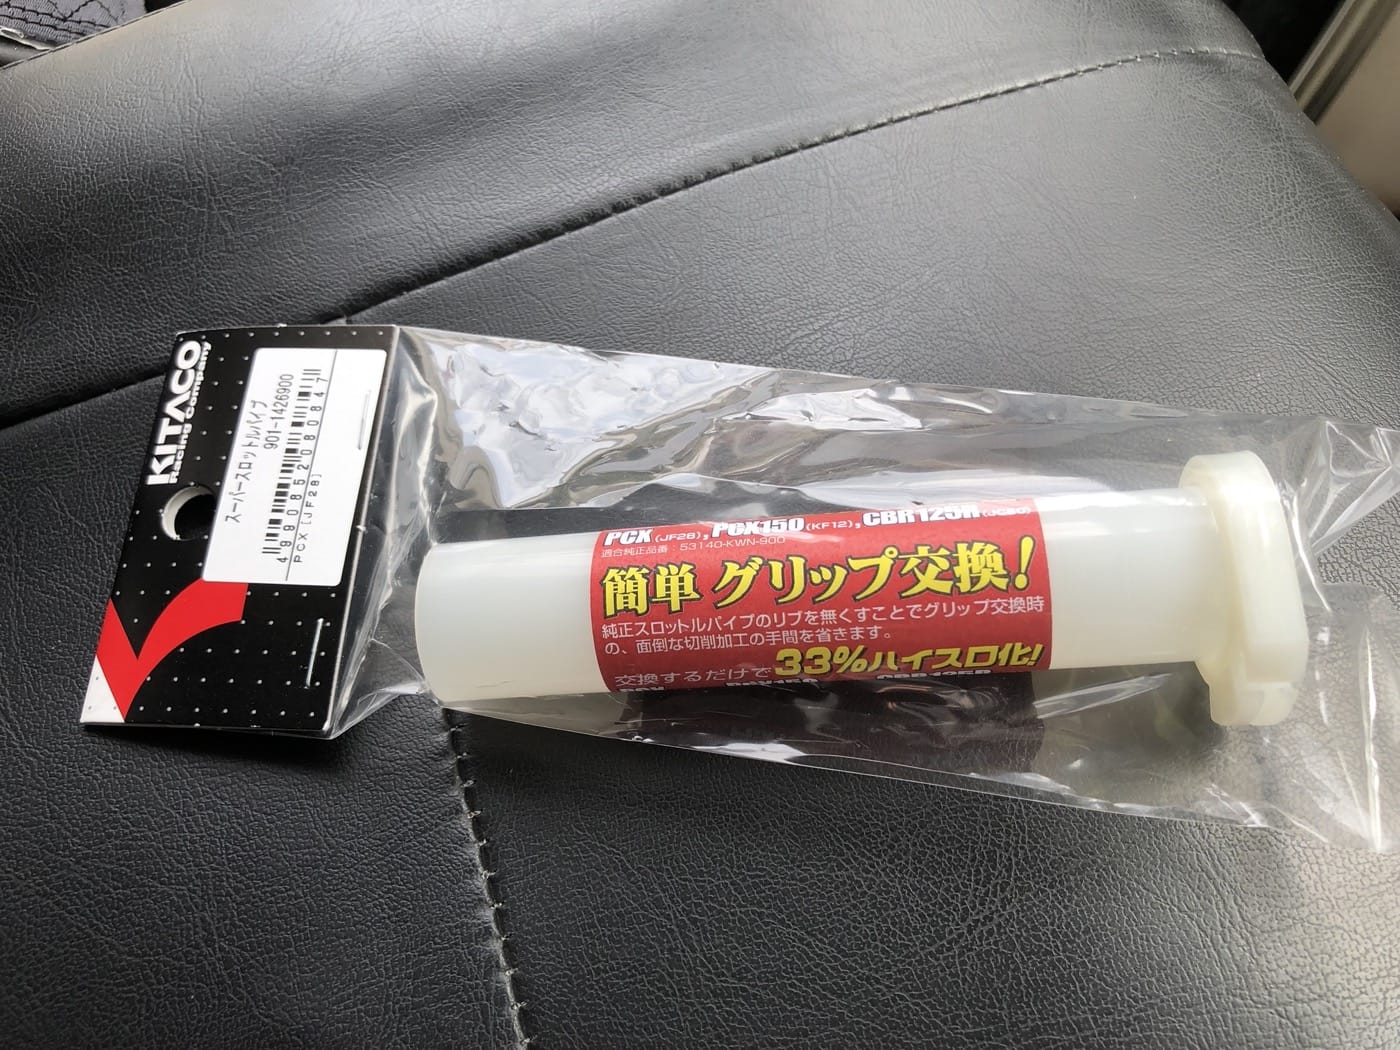 KITACO
Racing Company
スーパースロットルパイプ
901-1426900
4990852080847
PCX[JF28]
PCX(JF28),PCX150(KF12),CBR125R(JC50)
適合純正品番:53140-KWN-900
簡単 グリップ交換!
純正スロットルパイプのリブを無くすことでグリップ交換時
の、面倒な切削加工の手間を省きます。
交換するだけで33%ハイスロ化!
PCX PCX150 CBR125R